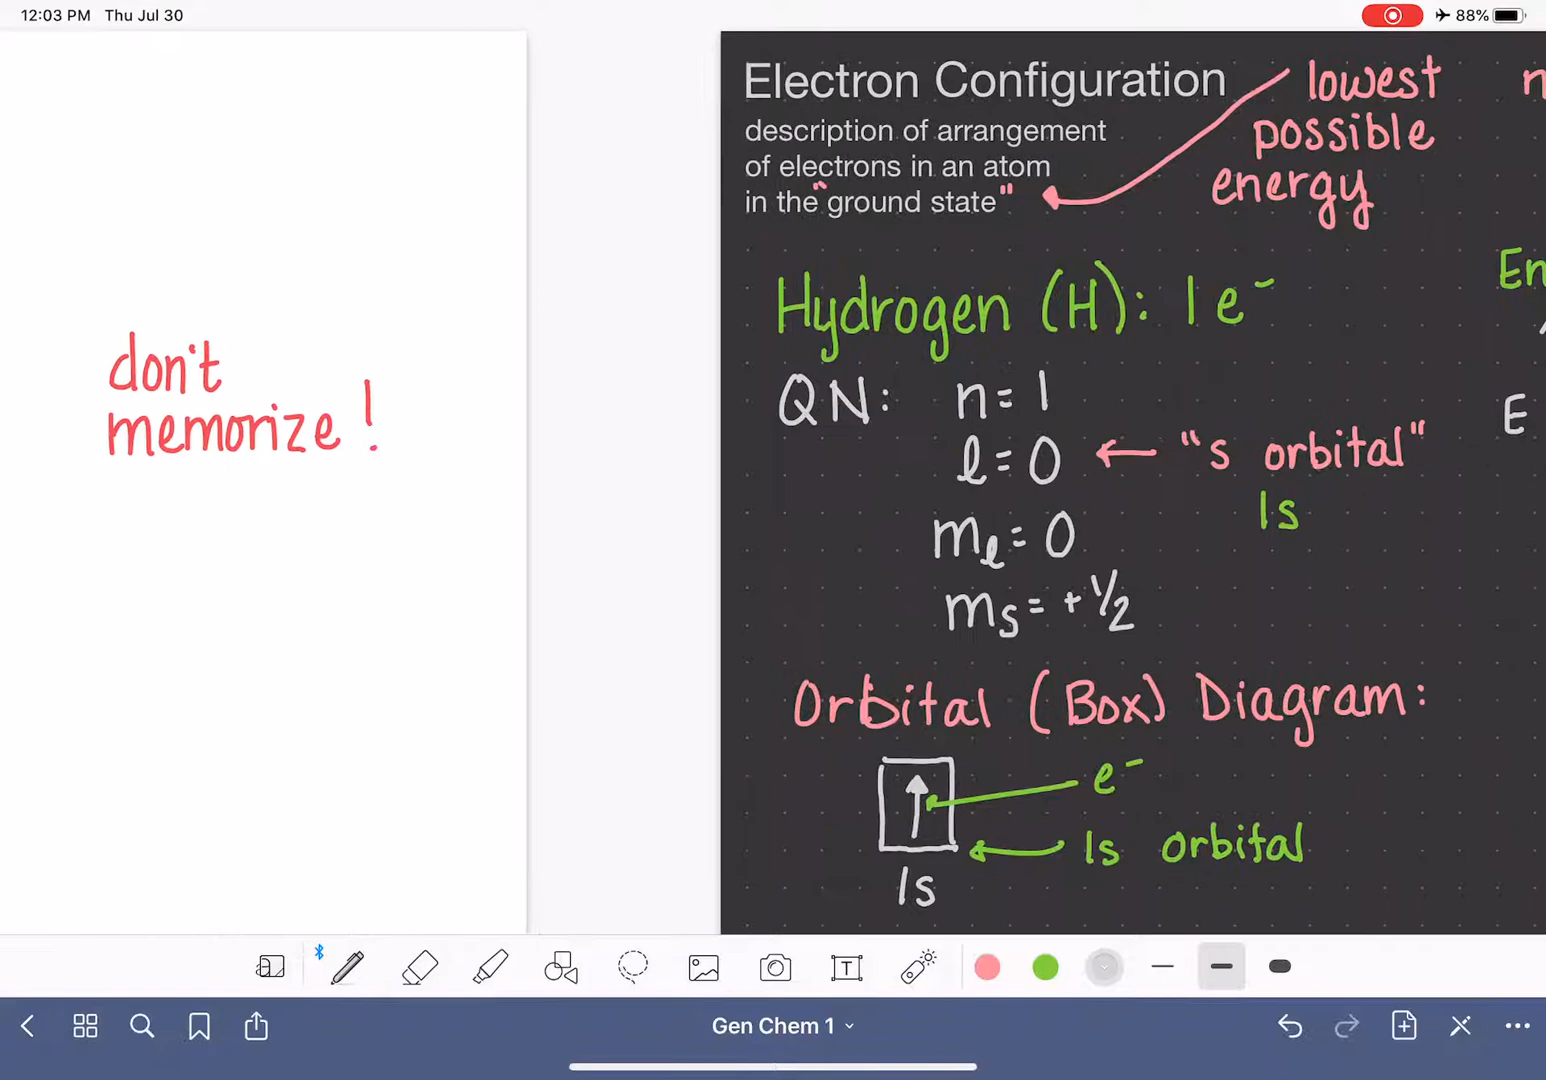 12:03 PM Thu Jul 30
88%
don't
memorize!
Electron Configuration
description of arrangement
of electrons in an atom
in the "ground state"
lowest
possible
energy
n
Hydrogen (H): 1 e⁻
En
QN: n = 1
E
l = 0 ← "s orbital"
1s
mₗ = 0
mₛ = + 1/2
Orbital (Box) Diagram:
e⁻
1s orbital
1s
T
Gen Chem 1